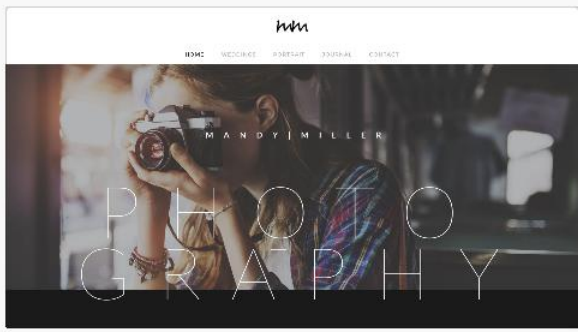 mm
HOME WEDDINGS PORTRAIT JOURNAL CONTACT
MANDY|MILLER
PHOTO
GRAPHY